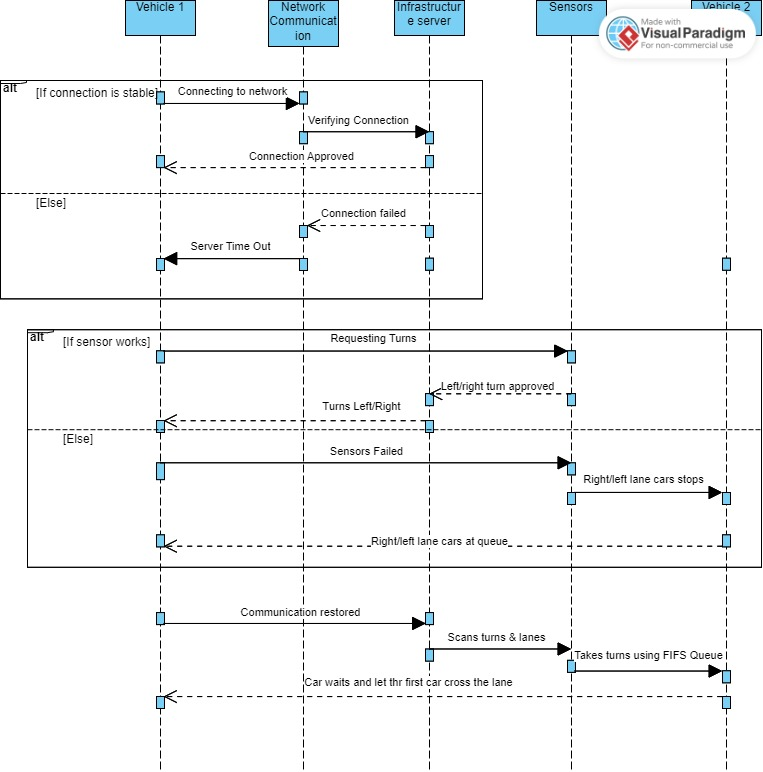 Vehicle 1
Network
Communicat
ion
Infrastructur
e server
Sensors
Vehicle 2
Made with
VisualParadigm
For non-commercial use
alt
[If connection is stable]
Connecting to network
Verifying Connection
Connection Approved
[Else]
Connection failed
Server Time Out
alt
[If sensor works]
Requesting Turns
Left/right turn approved
Turns Left/Right
[Else]
Sensors Failed
Right/left lane cars stops
Right/left lane cars at queue
Communication restored
Scans turns & lanes
Takes turns using FIFS Queue
Car waits and let thr first car cross the lane